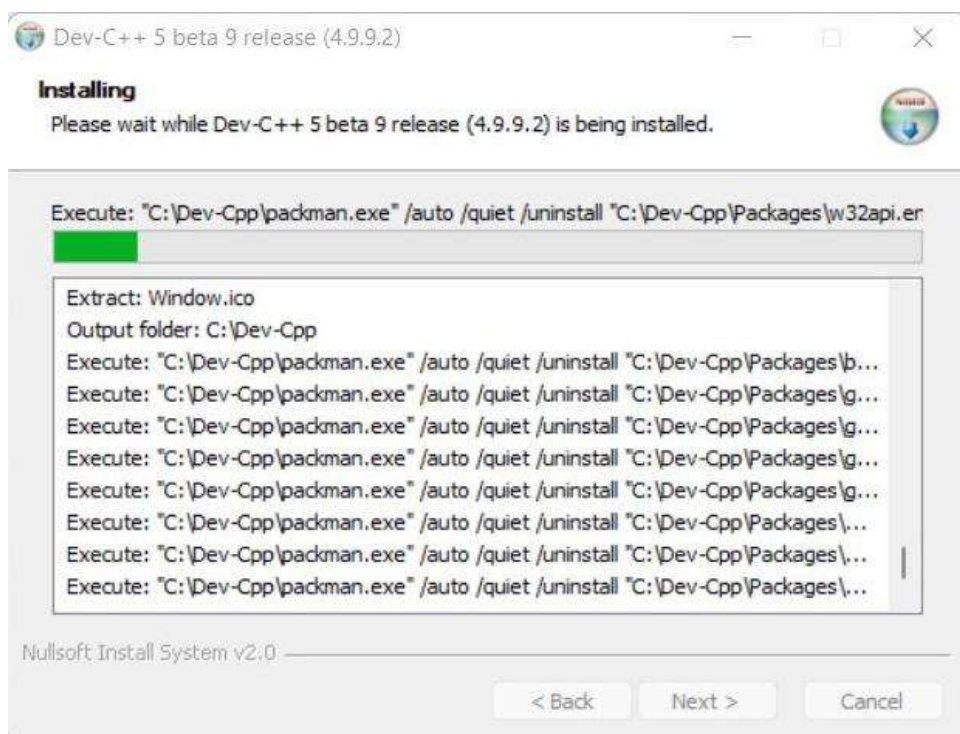 Dev-C++ 5 beta 9 release (4.9.9.2)
Installing
Please wait while Dev-C++ 5 beta 9 release (4.9.9.2) is being installed.
Execute: "C:\Dev-Cpp\packman.exe" /auto /quiet /uninstall "C:\Dev-Cpp\Packages\w32api.er
Extract: Window.ico
Output folder: C:\Dev-Cpp
Execute: "C:\Dev-Cpp\packman.exe" /auto /quiet /uninstall "C:\Dev-Cpp\Packages\b...
Execute: "C:\Dev-Cpp\packman.exe" /auto /quiet /uninstall "C:\Dev-Cpp\Packages\g...
Execute: "C:\Dev-Cpp\packman.exe" /auto /quiet /uninstall "C:\Dev-Cpp\Packages\g...
Execute: "C:\Dev-Cpp\packman.exe" /auto /quiet /uninstall "C:\Dev-Cpp\Packages\g...
Execute: "C:\Dev-Cpp\packman.exe" /auto /quiet /uninstall "C:\Dev-Cpp\Packages\g...
Execute: "C:\Dev-Cpp\packman.exe" /auto /quiet /uninstall "C:\Dev-Cpp\Packages\...
Execute: "C:\Dev-Cpp\packman.exe" /auto /quiet /uninstall "C:\Dev-Cpp\Packages\...
Execute: "C:\Dev-Cpp\packman.exe" /auto /quiet /uninstall "C:\Dev-Cpp\Packages\...
Nullsoft Install System v2.0
< Back Next > Cancel